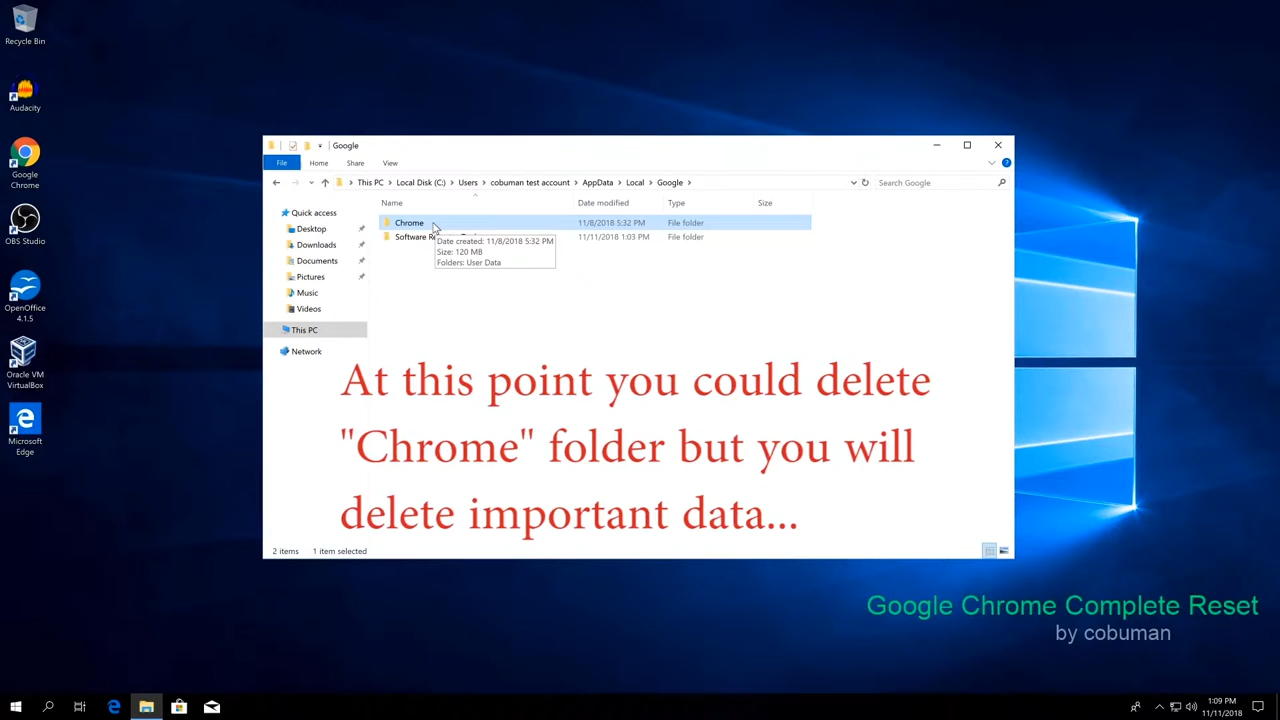 Recycle Bin
Audacity
Google
Chrome
OBS Studio
OpenOffice
4.1.5
Oracle VM
VirtualBox
Microsoft
Edge
Google
File Home Share View
This PC Local Disk (C:) Users cobuman test account AppData Local Google
Search Google
Quick access
Desktop
Downloads
Documents
Pictures
Music
Videos
This PC
Network
Name Date modified Type Size
Chrome 11/8/2018 5:32 PM File folder
Software 11/11/2018 1:03 PM File folder
Date created: 11/8/2018 5:32 PM
Size: 120 MB
Folders: User Data
At this point you could delete
"Chrome" folder but you will
delete important data...
2 items 1 item selected
Google Chrome Complete Reset
by cobuman
1:09 PM
11/11/2018